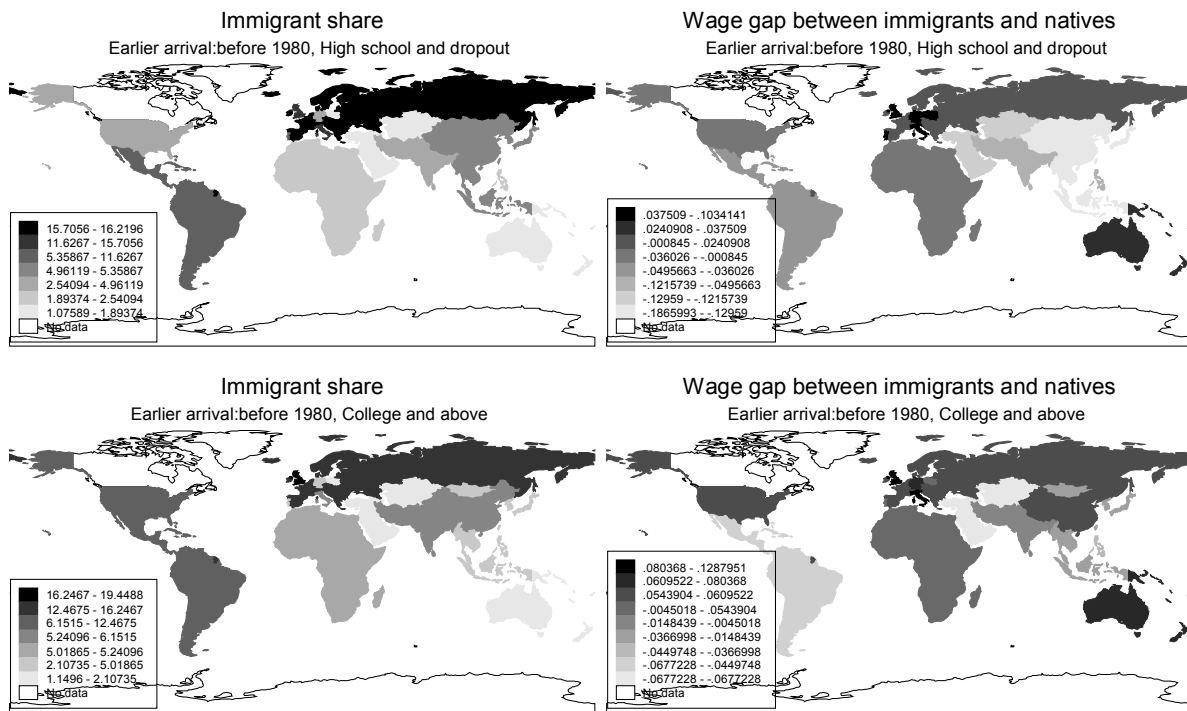 Immigrant share
Earlier arrival:before 1980, High school and dropout
15.7056 - 16.2196
11.6267 - 15.7056
5.35867 - 11.6267
4.96119 - 5.35867
2.54094 - 4.96119
1.89374 - 2.54094
1.07589 - 1.89374
No data
Wage gap between immigrants and natives
Earlier arrival:before 1980, High school and dropout
.037509 - .1034141
.0240908 - .037509
-.000845 - .0240908
-.036026 - -.000845
-.0495663 - -.036026
-.1215739 - -.0495663
-.12959 - -.1215739
-.1865993 - -.12959
No data
Immigrant share
Earlier arrival:before 1980, College and above
16.2467 - 19.4488
12.4675 - 16.2467
6.1515 - 12.4675
5.24096 - 6.1515
5.01865 - 5.24096
2.10735 - 5.01865
1.1496 - 2.10735
No data
Wage gap between immigrants and natives
Earlier arrival:before 1980, College and above
.080368 - .1287951
.0609522 - .080368
.0543904 - .0609522
-.0045018 - .0543904
-.0148439 - -.0045018
-.0366998 - -.0148439
-.0449748 - -.0366998
-.0677228 - -.0449748
-.0677228 - -.0677228
No data